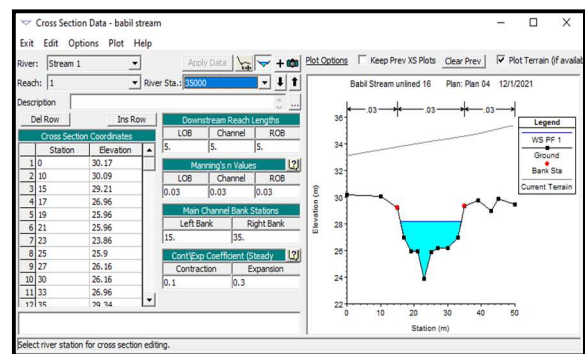 Cross Section Data - babil stream
Exit Edit Options Plot Help
River: Stream 1 Apply Data Plot Options Keep Prev XS Plots Clear Prev Plot Terrain (if availab
Reach: 1 River Sta.: 35000
Description ...
Del Row Ins Row
Cross Section Coordinates
Station Elevation
1 0 30.17
2 10 30.09
3 15 29.21
4 17 26.96
5 19 25.96
6 21 25.96
7 23 23.86
8 25 25.9
9 27 26.16
10 30 26.16
11 33 26.96
12 35 29.34
Downstream Reach Lengths
LOB Channel ROB
5. 5. 5.
Manning's n Values
LOB Channel ROB
0.03 0.03 0.03
Main Channel Bank Stations
Left Bank Right Bank
15. 35.
Cont\Exp Coefficient (Steady
Contraction Expansion
0.1 0.3
Babil Stream unlined 16 Plan: Plan 04 12/1/2021
.03 .03 .03
Elevation (m)
36
34
32
30
28
26
24
22
0 10 20 30 40 50
Station (m)
Legend
WS PF 1
Ground
Bank Sta
Current Terrain
Select river station for cross section editing.